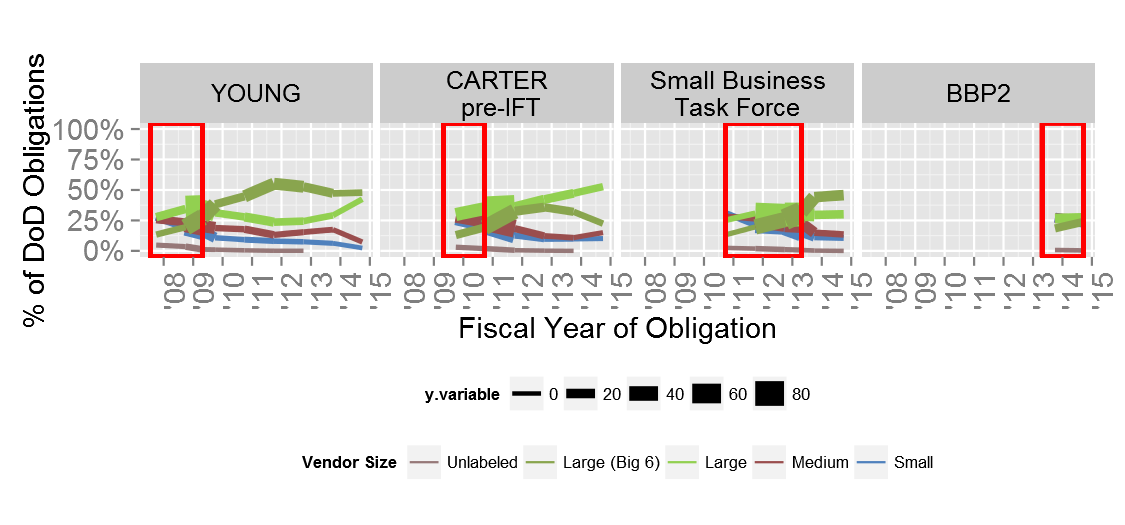 YOUNG
CARTER
pre-IFT
Small Business
Task Force
BBP2
% of DoD Obligations
100%
75%
50%
25%
0%
'08 '09 '10 '11 '12 '13 '14 '15
'08 '09 '10 '11 '12 '13 '14 '15
'08 '09 '10 '11 '12 '13 '14 '15
'08 '09 '10 '11 '12 '13 '14 '15
Fiscal Year of Obligation
y.variable 0 20 40 60 80
Vendor Size Unlabeled Large (Big 6) Large Medium Small